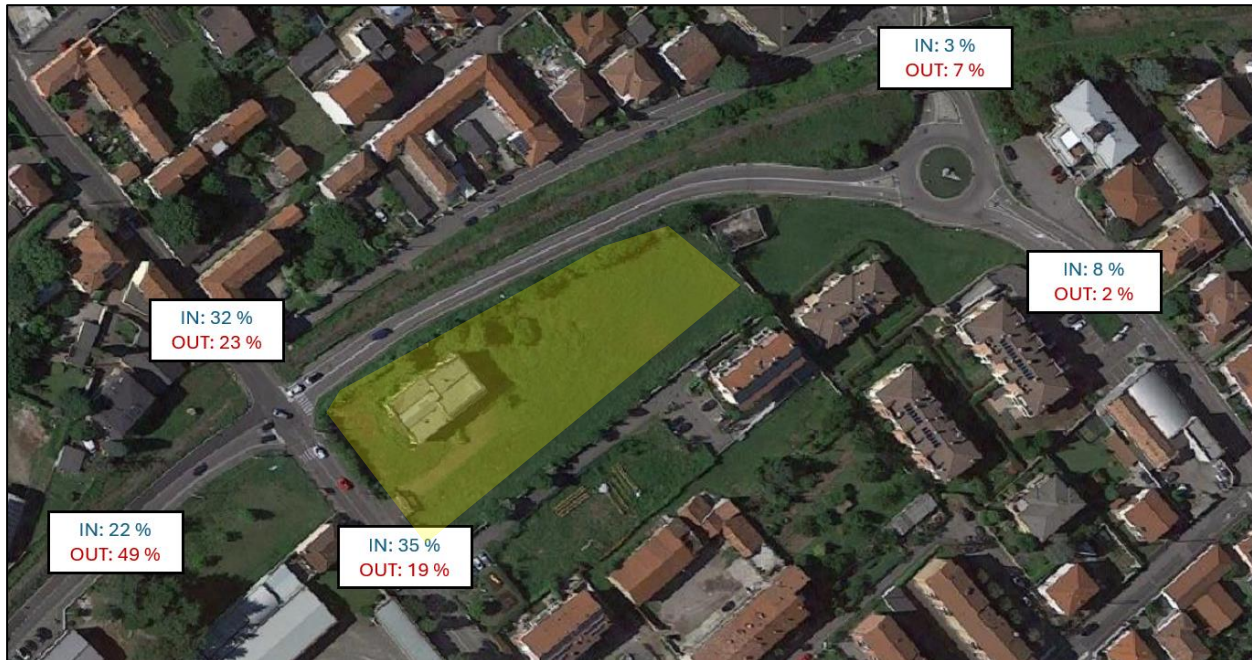 IN: 3 %
OUT: 7 %
IN: 8 %
OUT: 2 %
IN: 32 %
OUT: 23 %
IN: 22 %
OUT: 49 %
IN: 35 %
OUT: 19 %